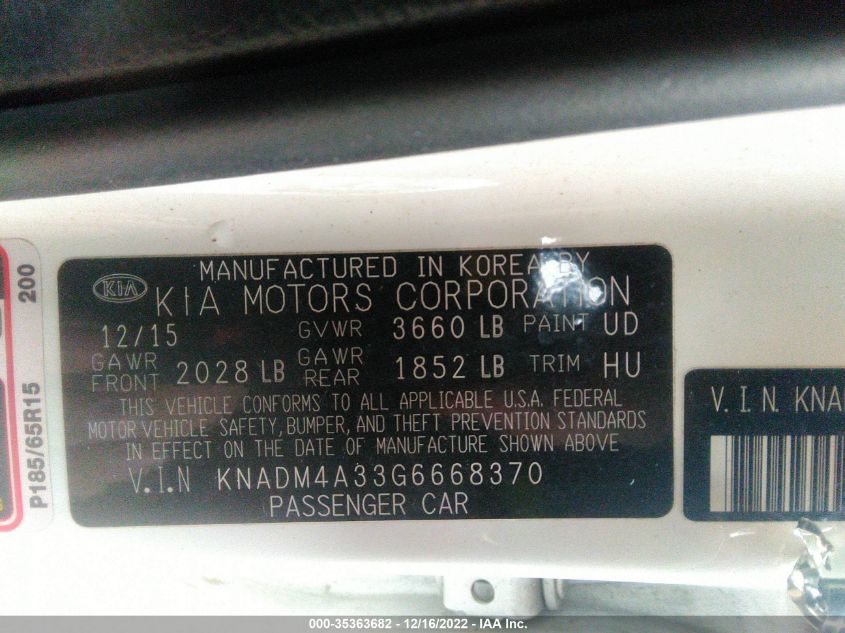 MANUFACTURED IN KOREA BY
KIA
KIA MOTORS CORPORATION
12/15 GVWR 3660 LB PAINT UD
GAWR FRONT 2028 LB GAWR REAR 1852 LB TRIM HU
THIS VEHICLE CONFORMS TO ALL APPLICABLE U.S.A. FEDERAL
MOTOR VEHICLE SAFETY, BUMPER, AND THEFT PREVENTION STANDARDS
IN EFFECT ON THE DATE OF MANUFACTURE SHOWN ABOVE
V.I.N KNADM4A33G6668370
PASSENGER CAR
P185/65R15 200
V.I.N. KNA
000-35363682 - 12/16/2022 - IAA Inc.